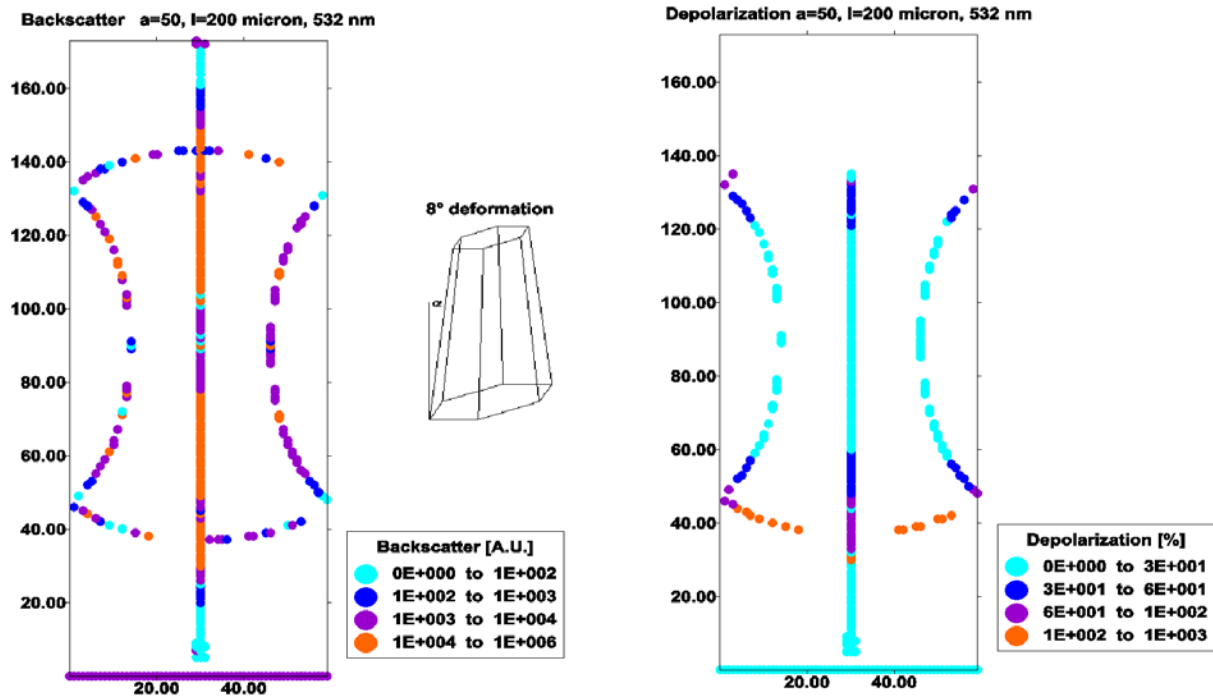 Backscatter a=50, l=200 micron, 532 nm
160.00
140.00
120.00
100.00
80.00
60.00
40.00
20.00
20.00 40.00
Backscatter [A.U.]
0E+000 to 1E+002
1E+002 to 1E+003
1E+003 to 1E+004
1E+004 to 1E+006
8° deformation
α
Depolarization a=50, l=200 micron, 532 nm
160.00
140.00
120.00
100.00
80.00
60.00
40.00
20.00
20.00 40.00
Depolarization [%]
0E+000 to 3E+001
3E+001 to 6E+001
6E+001 to 1E+002
1E+002 to 1E+003